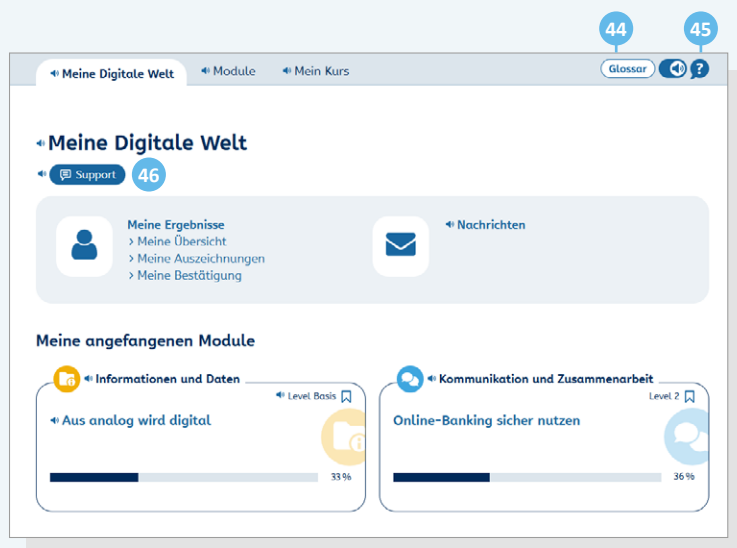 44 45
Meine Digitale Welt Module Mein Kurs Glossar ?
Meine Digitale Welt
Support 46
Meine Ergebnisse
> Meine Übersicht
> Meine Auszeichnungen
> Meine Bestätigung
Nachrichten
Meine angefangenen Module
Informationen und Daten
Level Basis
Aus analog wird digital
33 %
Kommunikation und Zusammenarbeit
Level 2
Online-Banking sicher nutzen
36 %